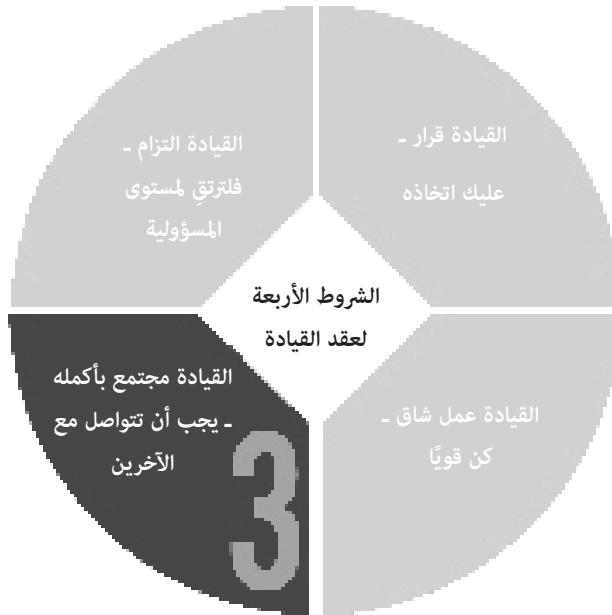 القيادة قرار ـ
عليك اتخاذه
القيادة التزام ـ
فلترتقِ لمستوى
المسؤولية
الشروط الأربعة
لعقد القيادة
القيادة عمل شاق ـ
كن قويًا
القيادة مجتمع بأكمله
ـ يجب أن تتواصل مع
الآخرين
3